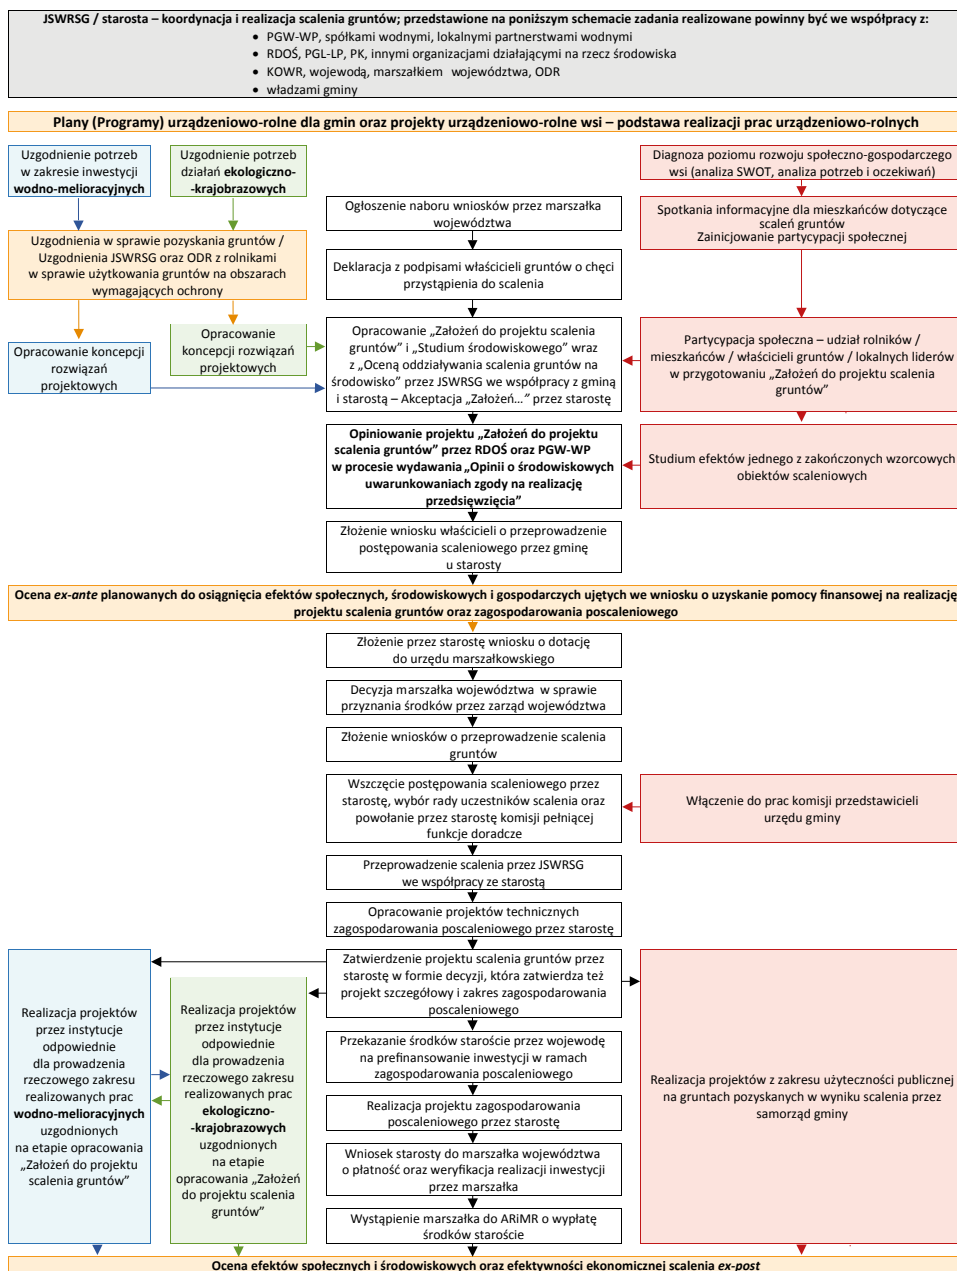 JSWRSG / starosta – koordynacja i realizacja scalenia gruntów; przedstawione na poniższym schemacie zadania realizowane powinny być we współpracy z:
• PGW-WP, spółkami wodnymi, lokalnymi partnerstwami wodnymi
• RDOŚ, PGL-LP, PK, innymi organizacjami działającymi na rzecz środowiska
• KOWR, wojewodą, marszałkiem województwa, ODR
• władzami gminy
Plany (Programy) urządzeniowo-rolne dla gmin oraz projekty urządzeniowo-rolne wsi – podstawa realizacji prac urządzeniowo-rolnych
Uzgodnienie potrzeb
w zakresie inwestycji
wodno-melioracyjnych
Uzgodnienie potrzeb
działań ekologiczno-
-krajobrazowych
Diagnoza poziomu rozwoju społeczno-gospodarczego
wsi (analiza SWOT, analiza potrzeb i oczekiwań)
Ogłoszenie naboru wniosków przez marszałka
województwa
Spotkania informacyjne dla mieszkańców dotyczące
scaleń gruntów
Zainicjowanie partycypacji społecznej
Uzgodnienia w sprawie pozyskania gruntów /
Uzgodnienia JSWRSG oraz ODR z rolnikami
w sprawie użytkowania gruntów na obszarach
wymagających ochrony
Deklaracja z podpisami właścicieli gruntów o chęci
przystąpienia do scalenia
Opracowanie koncepcji
rozwiązań
projektowych
Opracowanie
koncepcji rozwiązań
projektowych
Opracowanie „Założeń do projektu scalenia
gruntów” i „Studium środowiskowego” wraz
z „Oceną oddziaływania scalenia gruntów na
środowisko” przez JSWRSG we współpracy z gminą
i starostą – Akceptacja „Założeń…” przez starostę
Partycypacja społeczna – udział rolników /
mieszkańców / właścicieli gruntów / lokalnych liderów
w przygotowaniu „Założeń do projektu scalenia
gruntów”
Opiniowanie projektu „Założeń do projektu
scalenia gruntów” przez RDOŚ oraz PGW-WP
w procesie wydawania „Opinii o środowiskowych
uwarunkowaniach zgody na realizację
przedsięwzięcia”
Studium efektów jednego z zakończonych wzorcowych
obiektów scaleniowych
Złożenie wniosku właścicieli o przeprowadzenie
postępowania scaleniowego przez gminę
u starosty
Ocena ex-ante planowanych do osiągnięcia efektów społecznych, środowiskowych i gospodarczych ujętych we wniosku o uzyskanie pomocy finansowej na realizację
projektu scalenia gruntów oraz zagospodarowania poscaleniowego
Złożenie przez starostę wniosku o dotację
do urzędu marszałkowskiego
Decyzja marszałka województwa w sprawie
przyznania środków przez zarząd województwa
Złożenie wniosków o przeprowadzenie scalenia
gruntów
Wszczęcie postępowania scaleniowego przez
starostę, wybór rady uczestników scalenia oraz
powołanie przez starostę komisji pełniącej
funkcje doradcze
Włączenie do prac komisji przedstawicieli
urzędu gminy
Przeprowadzenie scalenia przez JSWRSG
we współpracy ze starostą
Opracowanie projektów technicznych
zagospodarowania poscaleniowego przez starostę
Zatwierdzenie projektu scalenia gruntów przez
starostę w formie decyzji, która zatwierdza też
projekt szczegółowy i zakres zagospodarowania
poscaleniowego
Realizacja projektów
przez instytucje
odpowiednie
dla prowadzenia
rzeczowego zakresu
realizowanych prac
wodno-melioracyjnych
uzgodnionych
na etapie opracowania
„Założeń do projektu
scalenia gruntów”
Realizacja projektów
przez instytucje
odpowiednie
dla prowadzenia
rzeczowego zakresu
realizowanych prac
ekologiczno-
-krajobrazowych
uzgodnionych
na etapie
opracowania „Założeń
do projektu scalenia
gruntów”
Przekazanie środków staroście przez wojewodę
na prefinansowanie inwestycji w ramach
zagospodarowania poscaleniowego
Realizacja projektów z zakresu użyteczności publicznej
na gruntach pozyskanych w wyniku scalenia przez
samorząd gminy
Realizacja projektu zagospodarowania
poscaleniowego przez starostę
Wniosek starosty do marszałka województwa
o płatność oraz weryfikacja realizacji inwestycji
przez marszałka
Wystąpienie marszałka do ARiMR o wypłatę
środków staroście
Ocena efektów społecznych i środowiskowych oraz efektywności ekonomicznej scalenia ex-post